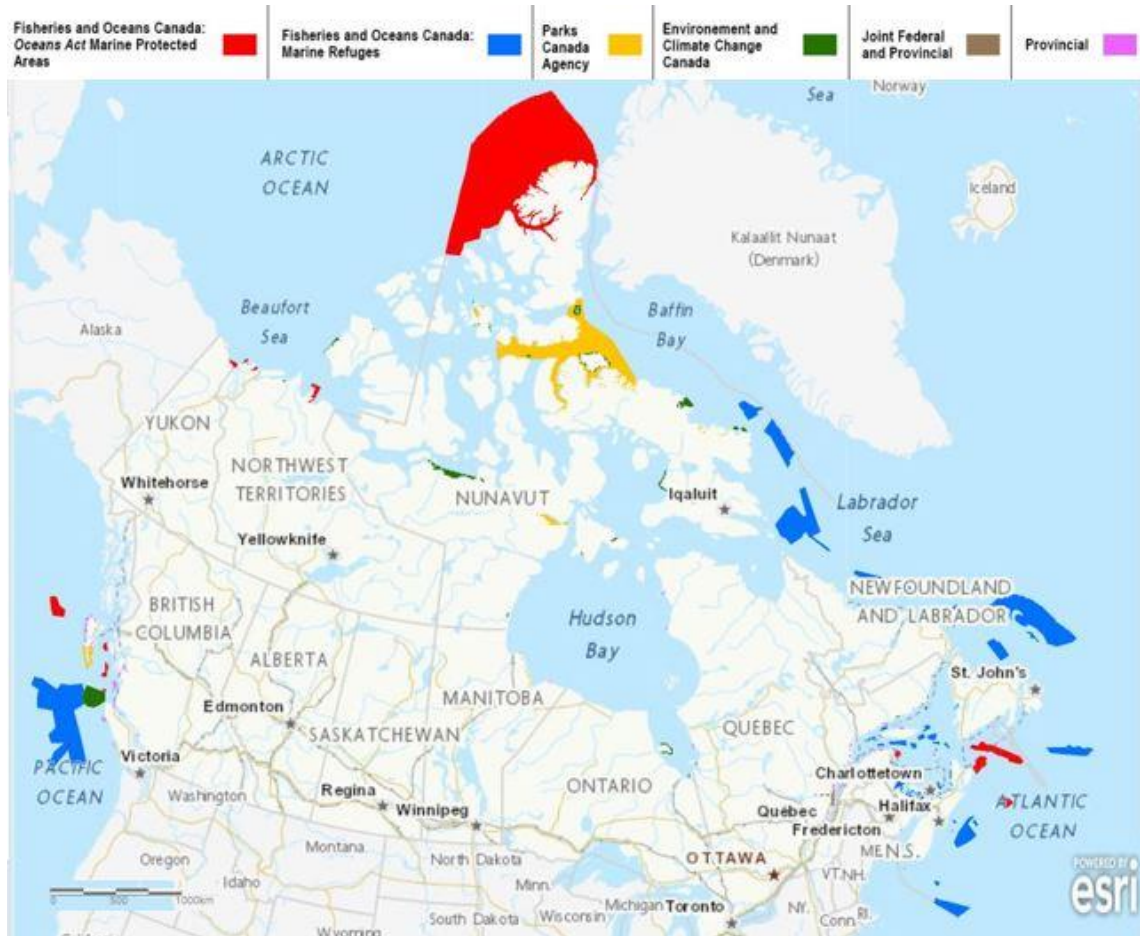 Fisheries and Oceans Canada:
Oceans Act Marine Protected
Areas
Fisheries and Oceans Canada:
Marine Refuges
Parks
Canada
Agency
Environement and
Climate Change
Canada
Joint Federal
and Provincial
Provincial
Sea
Norway
ARCTIC
OCEAN
Iceland
Kalaallit Nunaat
(Denmark)
Beaufort
Sea
Baffin
Bay
Alaska
YUKON
Whitehorse
NORTHWEST
TERRITORIES
NUNAVUT
Iqaluit
Labrador
Sea
Yellowknife
BRITISH
COLUMBIA
Hudson
Bay
NEWFOUNDLAND
AND LABRADOR
ALBERTA
St. John's
MANITOBA
Edmonton
SASKATCHEWAN
QUÉBEC
Victoria
PACIFIC
OCEAN
Washington
Regina
Winnipeg
ONTARIO
Charlottetown
Québec
Halifax
Fredericton
ATLANTIC
OCEAN
Oregon
Montana
North Dakota
OTTAWA
ME
N.S.
Idaho
Minn.
VT.
N.H.
0
500
1000km
South Dakota
Wisconsin
Michigan
Toronto
N.Y.
Conn.
R.I.
Wyoming
POWERED BY
esri